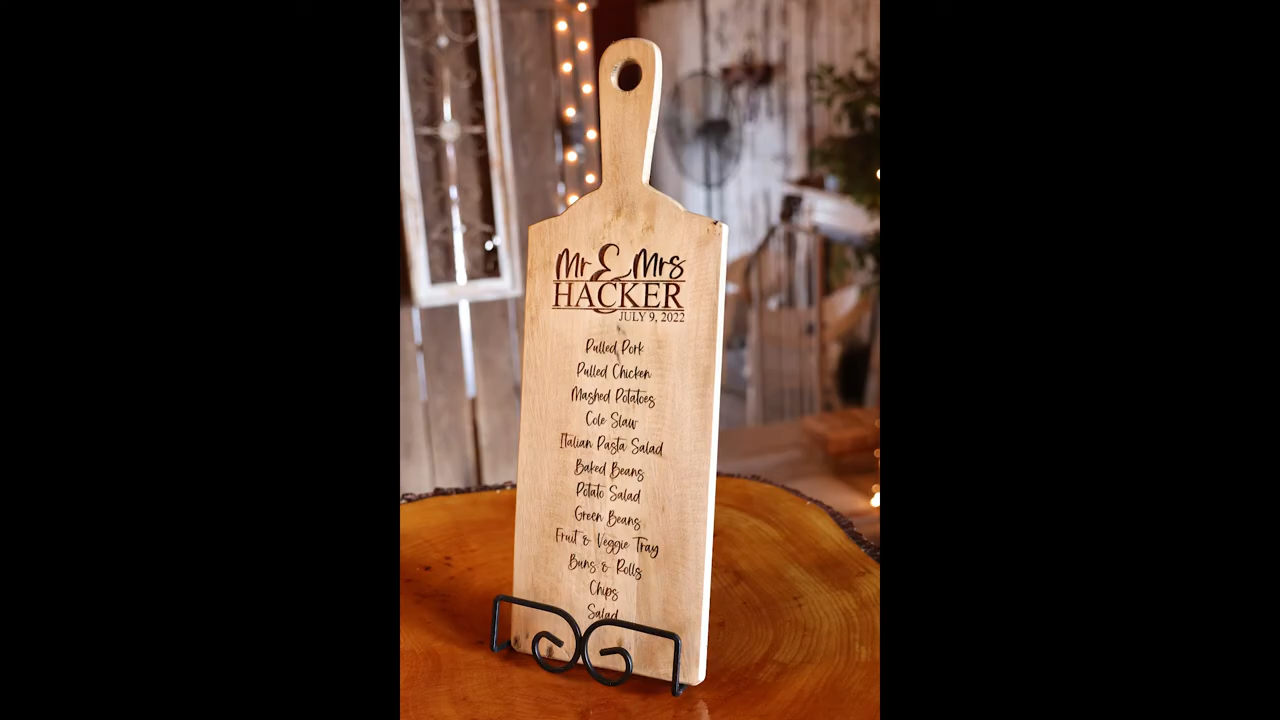 Mr & Mrs
HACKER
JULY 9, 2022
Pulled Pork
Pulled Chicken
Mashed Potatoes
Cole Slaw
Italian Pasta Salad
Baked Beans
Potato Salad
Green Beans
Fruit & Veggie Tray
Buns & Rolls
Chips
Salad